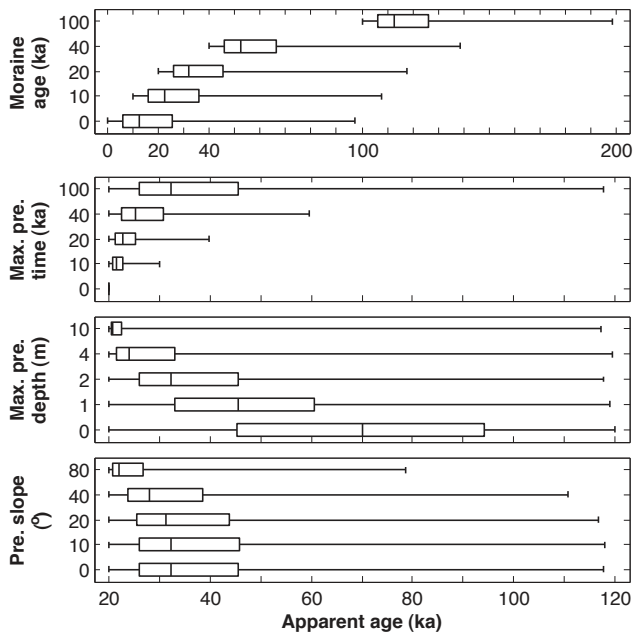 Moraine
age (ka)
100
40
20
10
0
0 20 40 100 200
Max. pre.
time (ka)
100
40
20
10
0
Max. pre.
depth (m)
10
4
2
1
0
Pre. slope
(º)
80
40
20
10
0
20 40 60 80 100 120
Apparent age (ka)